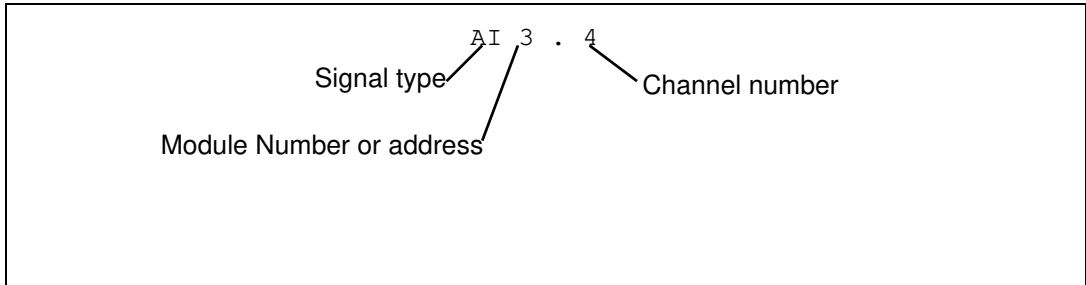 AI 3 . 4
Signal type
Channel number
Module Number or address